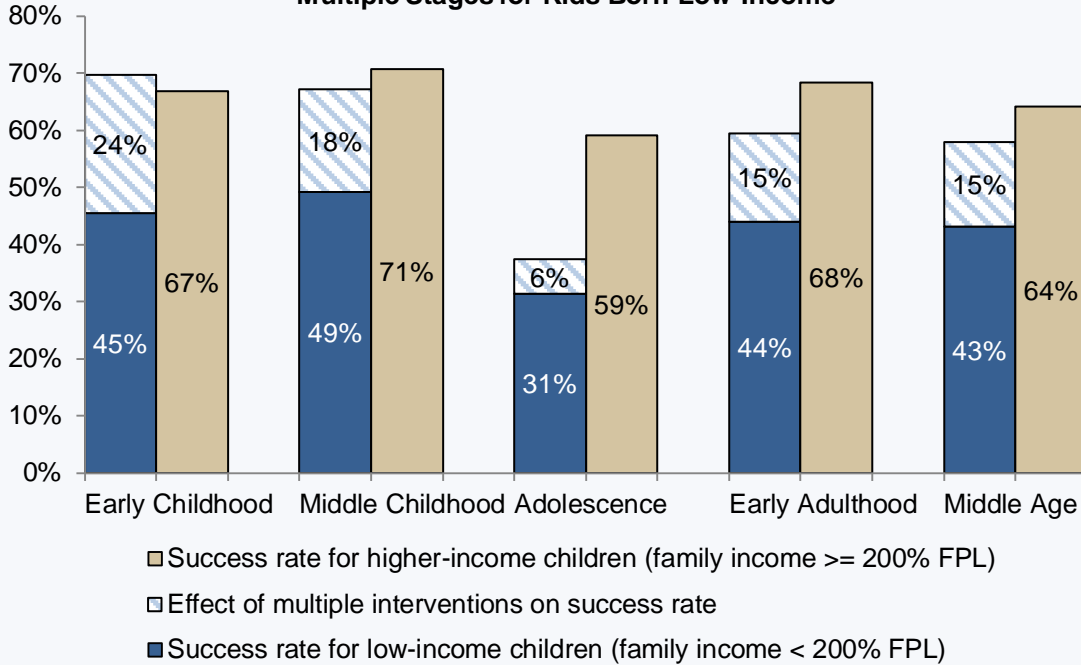 Multiple Stages for Kids Born Low-Income
80%
70%
60%
50%
40%
30%
20%
10%
0%
24%
45%
67%
18%
49%
71%
6%
31%
59%
15%
44%
68%
15%
43%
64%
Early Childhood
Middle Childhood
Adolescence
Early Adulthood
Middle Age
Success rate for higher-income children (family income >= 200% FPL)
Effect of multiple interventions on success rate
Success rate for low-income children (family income < 200% FPL)